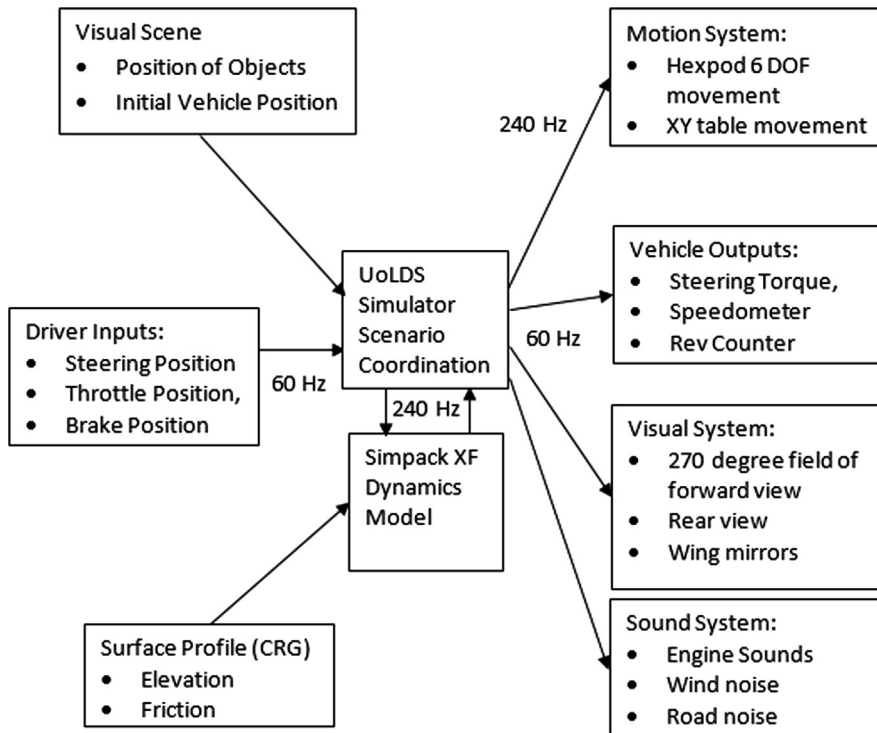 Visual Scene
• Position of Objects
• Initial Vehicle Position
Motion System:
• Hexpod 6 DOF
movement
• XY table movement
240 Hz
UoLDS
Simulator
Scenario
Coordination
Vehicle Outputs:
• Steering Torque,
• Speedometer
• Rev Counter
60 Hz
Driver Inputs:
• Steering Position
• Throttle Position,
• Brake Position
60 Hz
240 Hz
Simpack XF
Dynamics
Model
Visual System:
• 270 degree field of
forward view
• Rear view
• Wing mirrors
Surface Profile (CRG)
• Elevation
• Friction
Sound System:
• Engine Sounds
• Wind noise
• Road noise